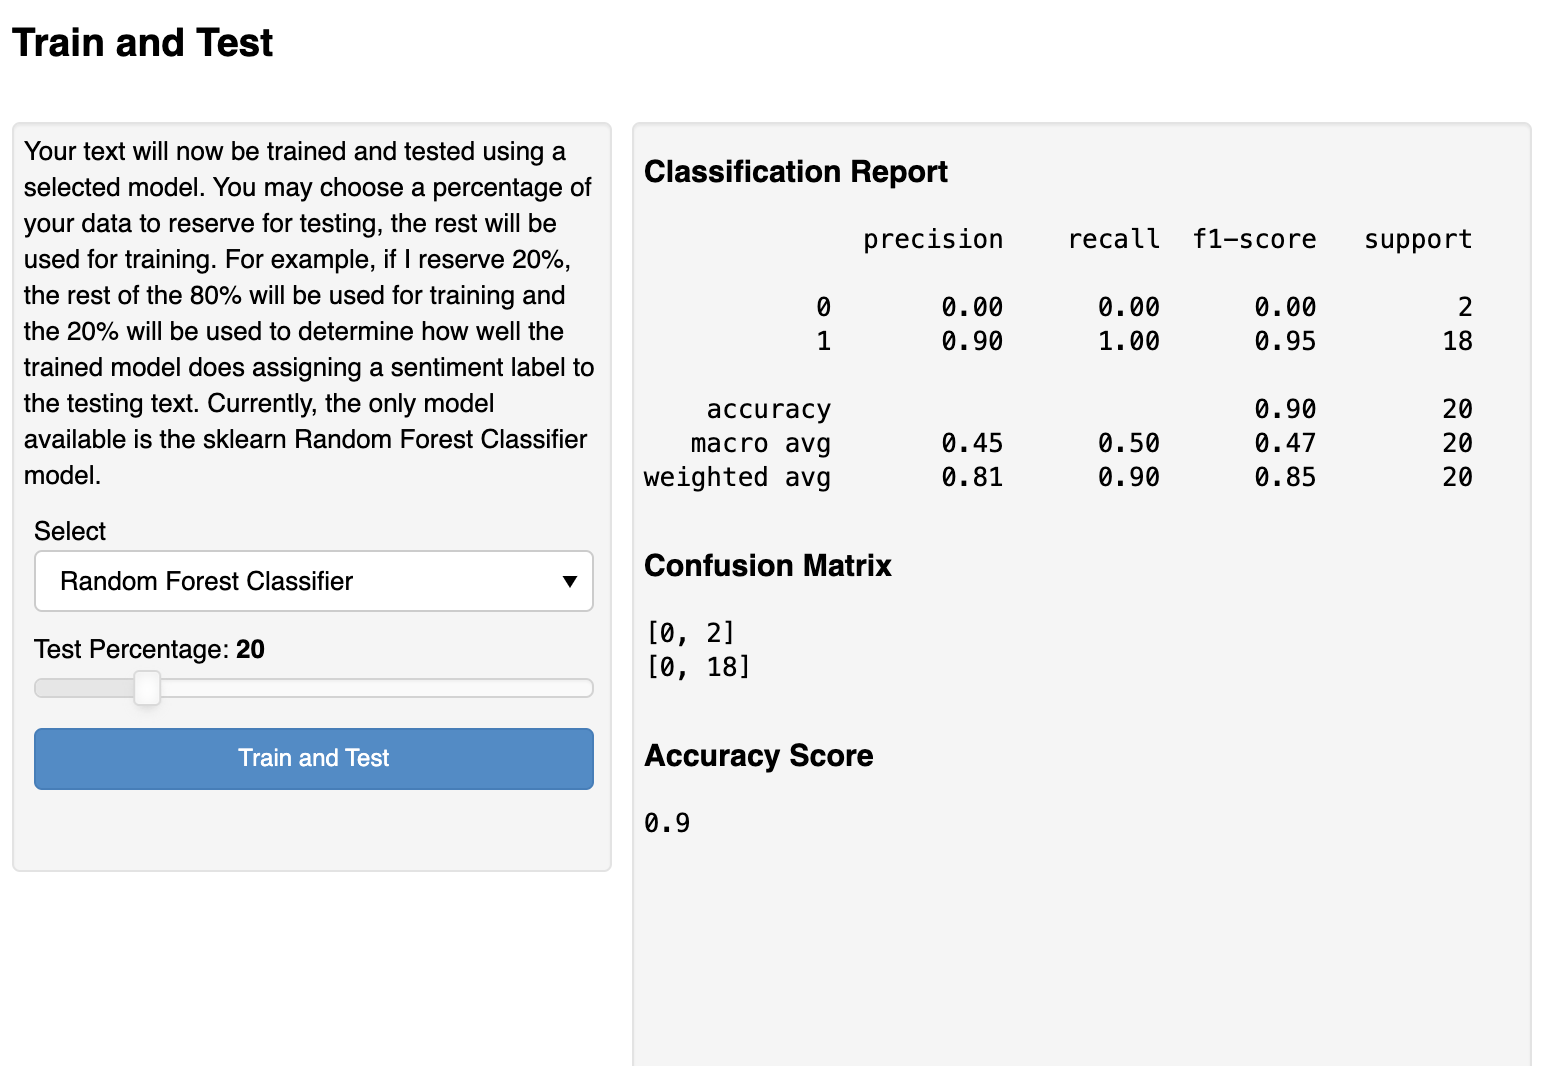 Train and Test
Your text will now be trained and tested using a
selected model. You may choose a percentage of
your data to reserve for testing, the rest will be
used for training. For example, if I reserve 20%,
the rest of the 80% will be used for training and
the 20% will be used to determine how well the
trained model does assigning a sentiment label to
the testing text. Currently, the only model
available is the sklearn Random Forest Classifier
model.
Select
Random Forest Classifier
Test Percentage: 20
Train and Test
Classification Report
precision recall f1-score support
0 0.00 0.00 0.00 2
1 0.90 1.00 0.95 18
accuracy 0.90 20
macro avg 0.45 0.50 0.47 20
weighted avg 0.81 0.90 0.85 20
Confusion Matrix
[0, 2]
[0, 18]
Accuracy Score
0.9